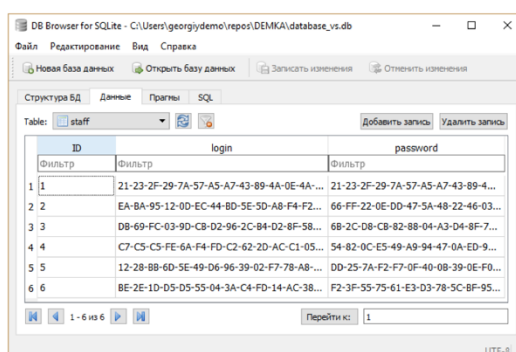 DB Browser for SQLite - C:\Users\georgiydemo\repos\DEMKA\database_vs.db
Файл Редактирование Вид Справка
Новая база данных Открыть базу данных Записать изменения Отменить изменения
Структура БД Данные Прагмы SQL
Table: staff Добавить запись Удалить запись
ID login password
Фильтр Фильтр Фильтр
1 1 21-23-2F-29-7A-57-A5-A7-43-89-4A-0E-4A-... 21-23-2F-29-7A-57-A5-A7-43-89-4...
2 2 EA-BA-95-12-0D-EC-44-BD-5E-5D-A8-F4-F2... 66-FF-22-0E-DD-47-5A-48-22-46-03...
3 3 DB-69-FC-03-9D-CB-D2-96-2C-B4-D2-8F-58... 6B-2C-D8-CB-82-88-04-A3-D4-8F-7...
4 4 C7-C5-C5-FE-6A-F4-FD-C2-62-2D-AC-C1-05... 54-82-0C-E5-49-A9-94-47-0A-ED-9...
5 5 12-28-BB-6D-5E-49-D6-96-39-02-F7-78-A8-... DD-25-7A-F2-F7-0F-40-0B-39-0E-F0...
6 6 BE-2E-1D-D5-D5-55-04-3A-C4-FD-14-AC-38... F2-3F-55-75-61-E3-D3-78-5C-BF-95...
1 - 6 из 6 Перейти к: 1
UTF-8